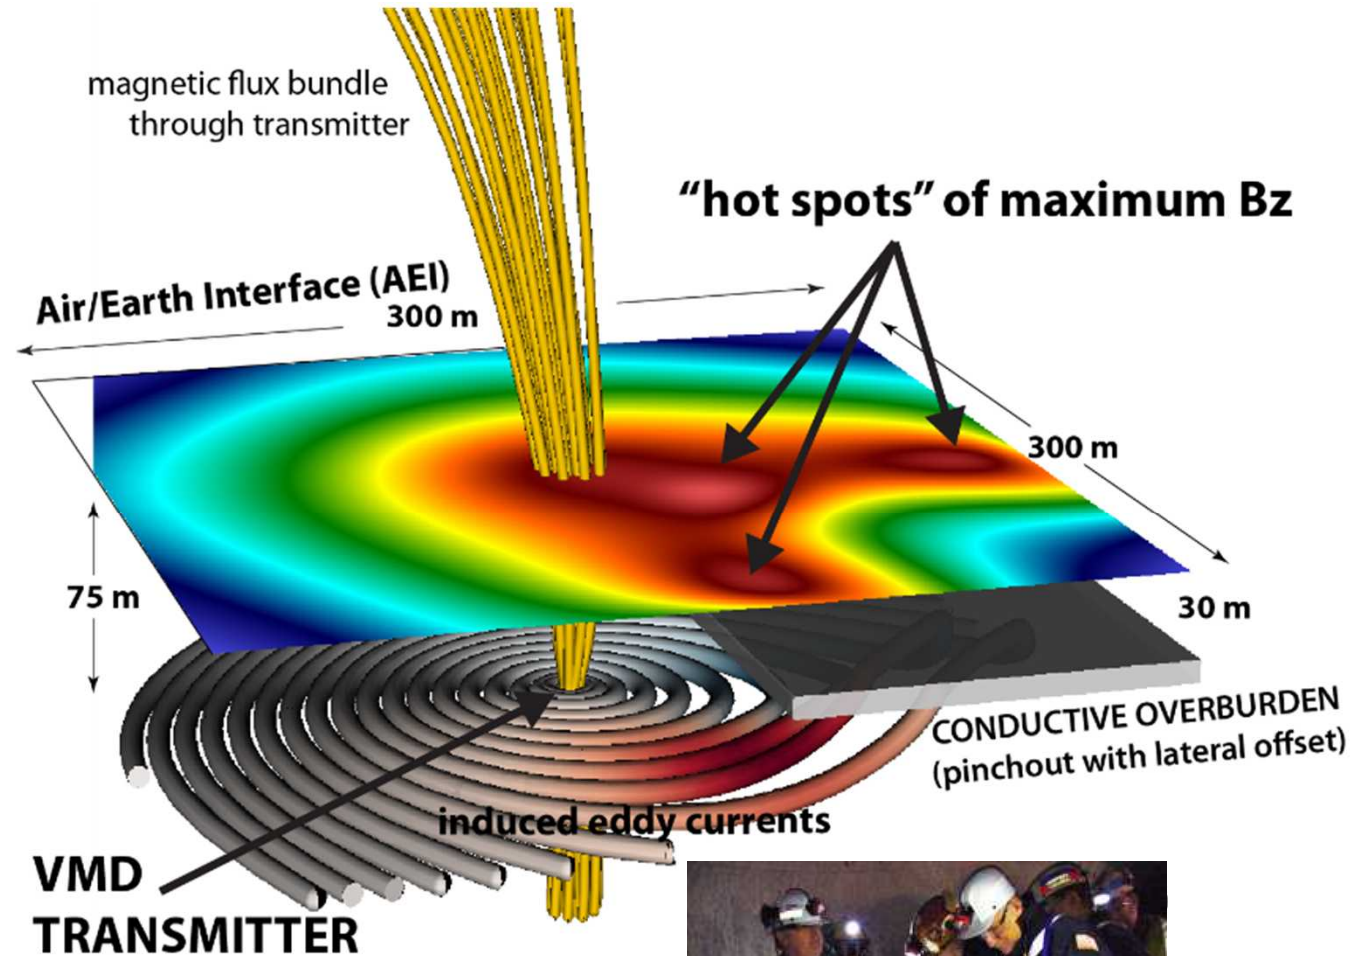 magnetic flux bundle
through transmitter
“hot spots” of maximum Bz
Air/Earth Interface (AEI)
300 m
300 m
75 m
30 m
CONDUCTIVE OVERBURDEN
(pinchout with lateral offset)
induced eddy currents
VMD
TRANSMITTER